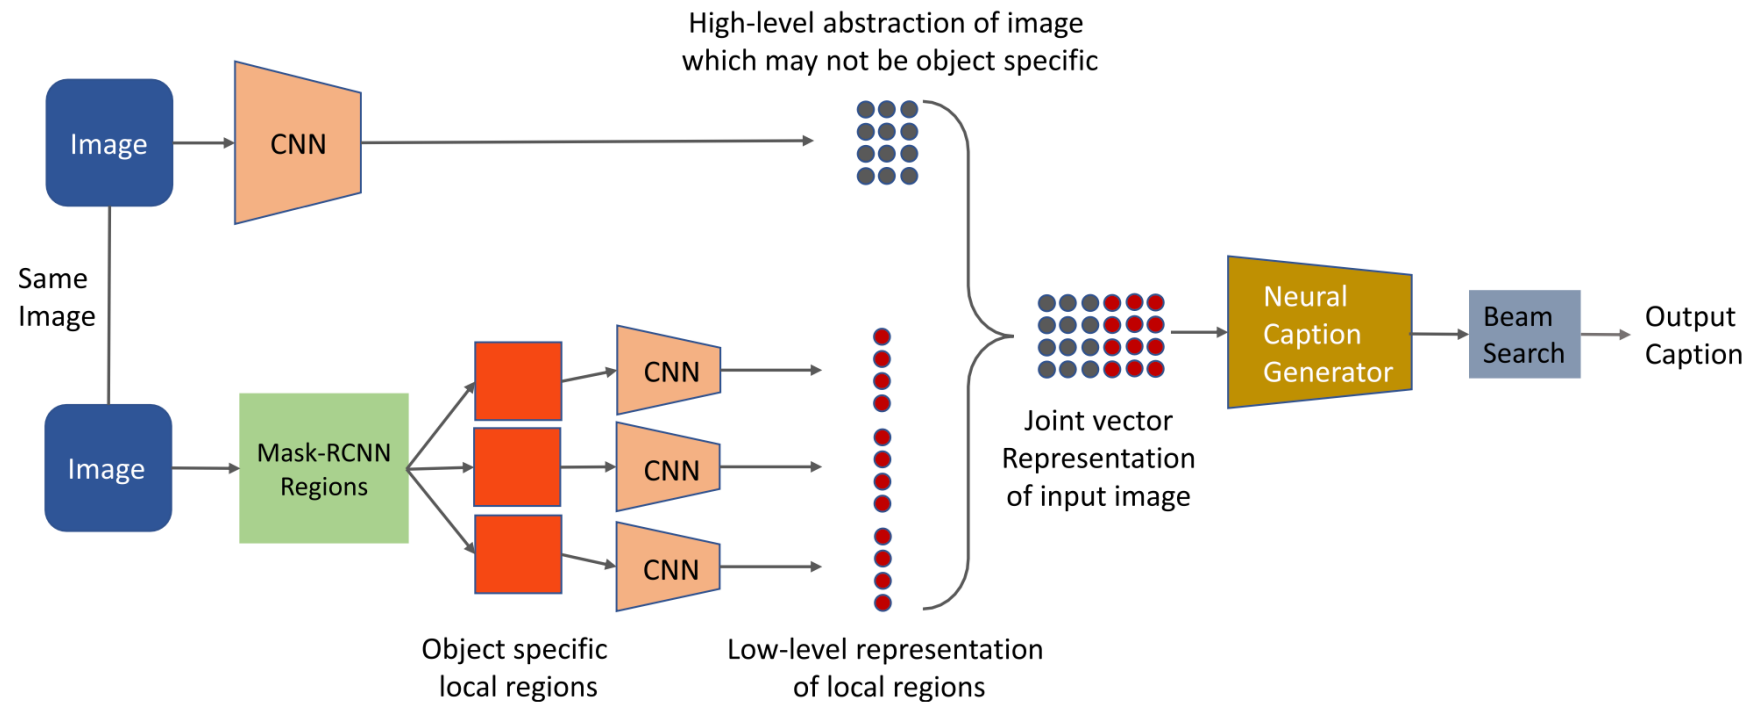 High-level abstraction of image
which may not be object specific
Image
CNN
Same
Image
Image
Mask-RCNN
Regions
CNN
CNN
CNN
Object specific
local regions
Low-level representation
of local regions
Joint vector
Representation
of input image
Neural
Caption
Generator
Beam
Search
Output
Caption